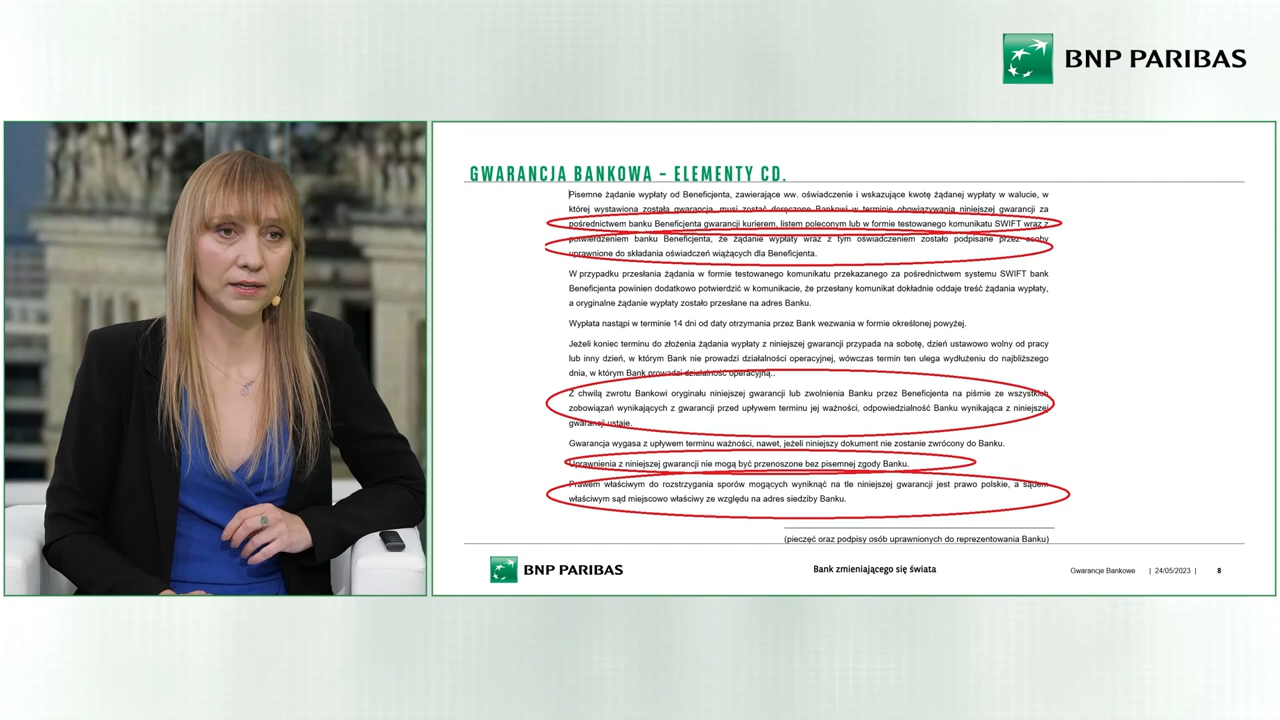 BNP PARIBAS
GWARANCJA BANKOWA – ELEMENTY CD.
Pisemne żądanie wypłaty od Beneficjenta, zawierające ww. oświadczenie i wskazujące kwotę żądanej wypłaty w walucie, w
której wystawiona została gwarancja, musi zostać doręczone Bankowi w terminie obowiązywania niniejszej gwarancji za
pośrednictwem banku Beneficjenta gwarancji kurierem, listem poleconym lub w formie testowanego komunikatu SWIFT wraz z
potwierdzeniem banku Beneficjenta, że żądanie wypłaty wraz z tym oświadczeniem zostało podpisane przez osoby
uprawnione do składania oświadczeń wiążących dla Beneficjenta.
W przypadku przesłania żądania w formie testowanego komunikatu przekazanego za pośrednictwem systemu SWIFT bank
Beneficjenta powinien dodatkowo potwierdzić w komunikacie, że przesłany komunikat dokładnie oddaje treść żądania wypłaty,
a oryginalne żądanie wypłaty zostało przesłane na adres Banku.
Wypłata nastąpi w terminie 14 dni od daty otrzymania przez Bank wezwania w formie określonej powyżej.
Jeżeli koniec terminu do złożenia żądania wypłaty z niniejszej gwarancji przypada na sobotę, dzień ustawowo wolny od pracy
lub inny dzień, w którym Bank nie prowadzi działalności operacyjnej, wówczas termin ten ulega wydłużeniu do najbliższego
dnia, w którym Bank prowadzi działalność operacyjną..
Z chwilą zwrotu Bankowi oryginału niniejszej gwarancji lub zwolnienia Banku przez Beneficjenta na piśmie ze wszystkich
zobowiązań wynikających z gwarancji przed upływem terminu jej ważności, odpowiedzialność Banku wynikająca z niniejszej
gwarancji ustaje.
Gwarancja wygasa z upływem terminu ważności, nawet, jeżeli niniejszy dokument nie zostanie zwrócony do Banku.
Uprawnienia z niniejszej gwarancji nie mogą być przenoszone bez pisemnej zgody Banku.
Prawem właściwym do rozstrzygania sporów mogących wyniknąć na tle niniejszej gwarancji jest prawo polskie, a sądem
właściwym sąd miejscowo właściwy ze względu na adres siedziby Banku.
(pieczęć oraz podpisy osób uprawnionych do reprezentowania Banku)
BNP PARIBAS
Bank zmieniającego się świata
Gwarancje Bankowe | 24/05/2023 | 8